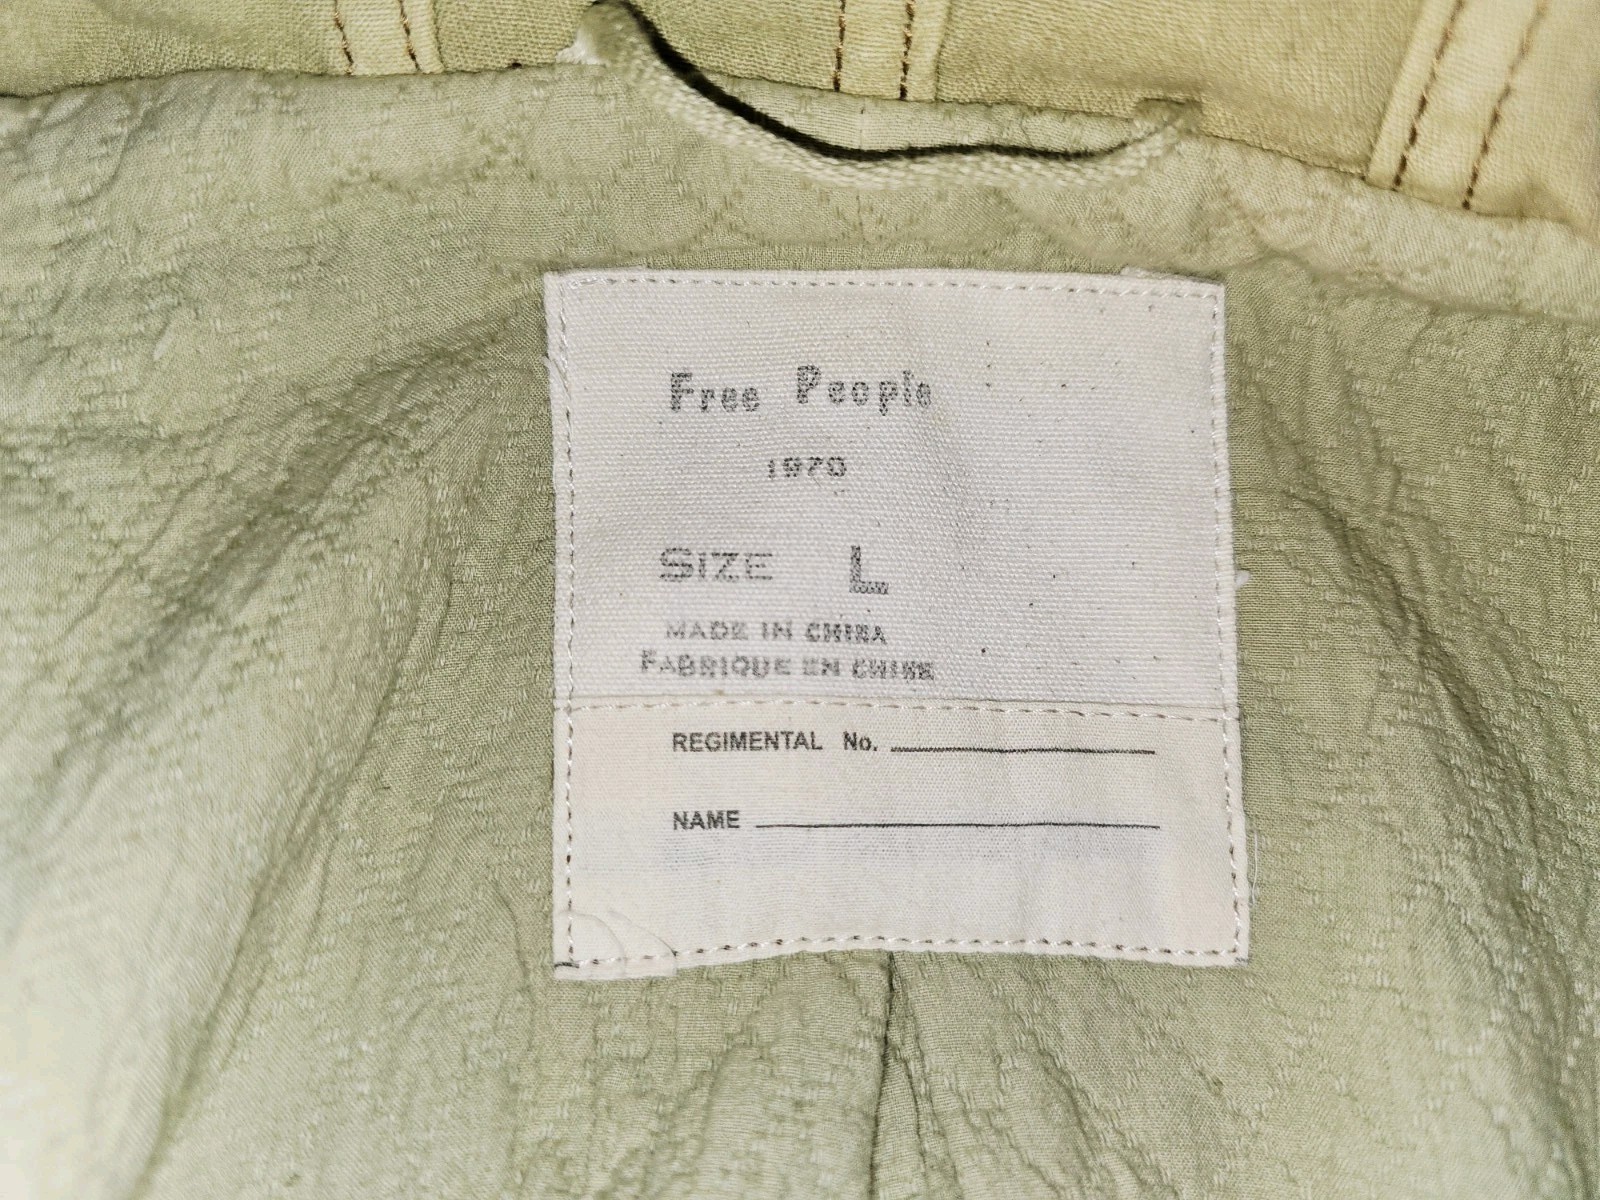 Free People
1970
SIZE L
MADE IN CHINA
FABRIQUE EN CHINE
REGIMENTAL No.
NAME